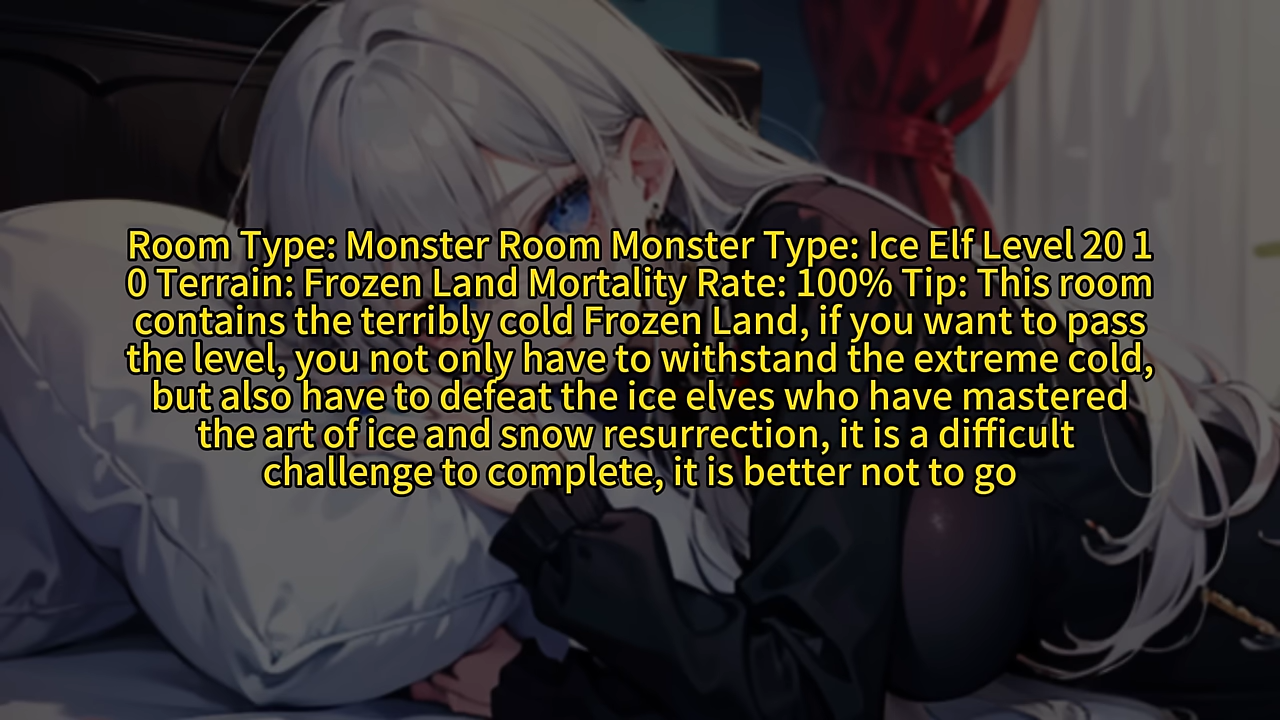 Room Type: Monster Room Monster Type: Ice Elf Level 20 1
0 Terrain: Frozen Land Mortality Rate: 100% Tip: This room
contains the terribly cold Frozen Land, if you want to pass
the level, you not only have to withstand the extreme cold,
but also have to defeat the ice elves who have mastered
the art of ice and snow resurrection, it is a difficult
challenge to complete, it is better not to go